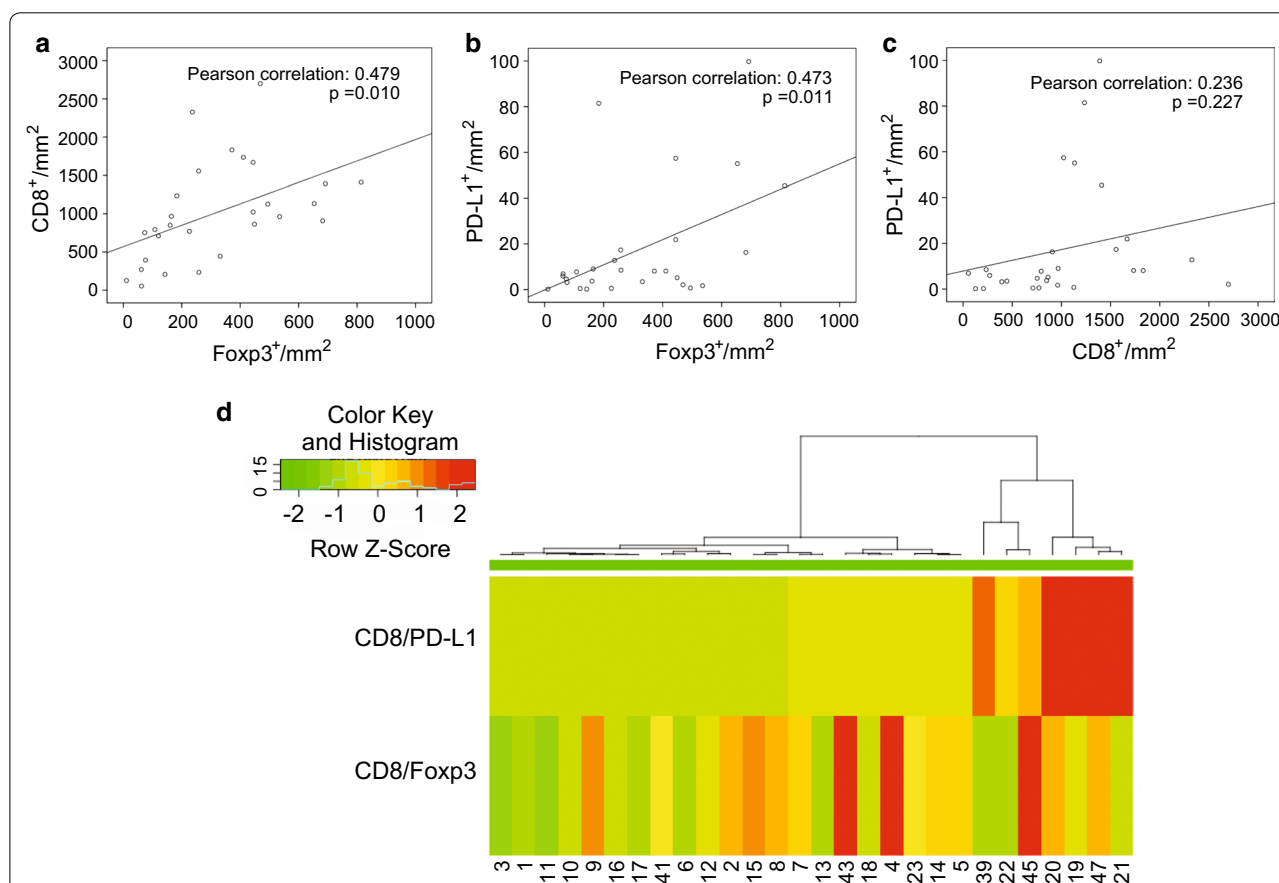 a
Pearson correlation: 0.479
p =0.010
CD8+/mm2
3000
2500
2000
1500
1000
500
0
0 200 400 600 800 1000
Foxp3+/mm2
b
Pearson correlation: 0.473
p =0.011
PD-L1+/mm2
100
80
60
40
20
0
0 200 400 600 800 1000
Foxp3+/mm2
c
Pearson correlation: 0.236
p =0.227
PD-L1+/mm2
100
80
60
40
20
0
0 500 1000 1500 2000 2500 3000
CD8+/mm2
d
Color Key
and Histogram
0 15
-2 -1 0 1 2
Row Z-Score
CD8/PD-L1
CD8/Foxp3
3 1 11 10 9 16 17 41 6 12 2 15 8 7 13 43 18 4 23 14 5 39 22 45 20 19 47 21